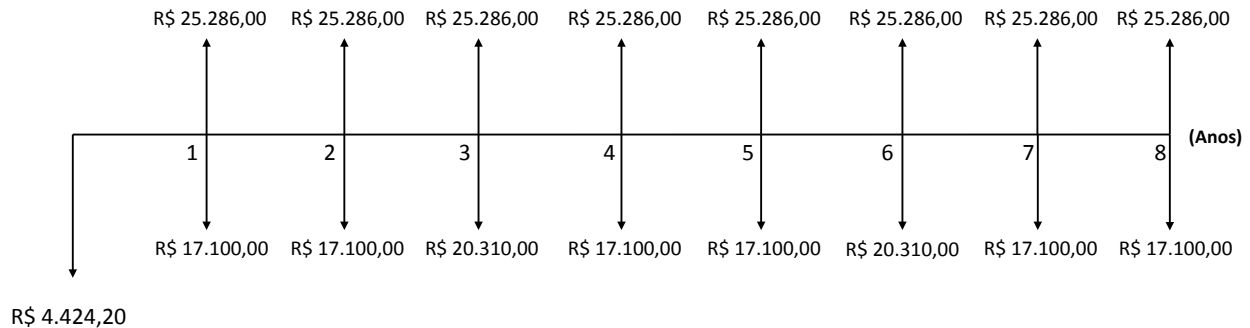 R$ 25.286,00 R$ 25.286,00 R$ 25.286,00 R$ 25.286,00 R$ 25.286,00 R$ 25.286,00 R$ 25.286,00 R$ 25.286,00
1 2 3 4 5 6 7 8 (Anos)
R$ 17.100,00 R$ 17.100,00 R$ 20.310,00 R$ 17.100,00 R$ 17.100,00 R$ 20.310,00 R$ 17.100,00 R$ 17.100,00
R$ 4.424,20